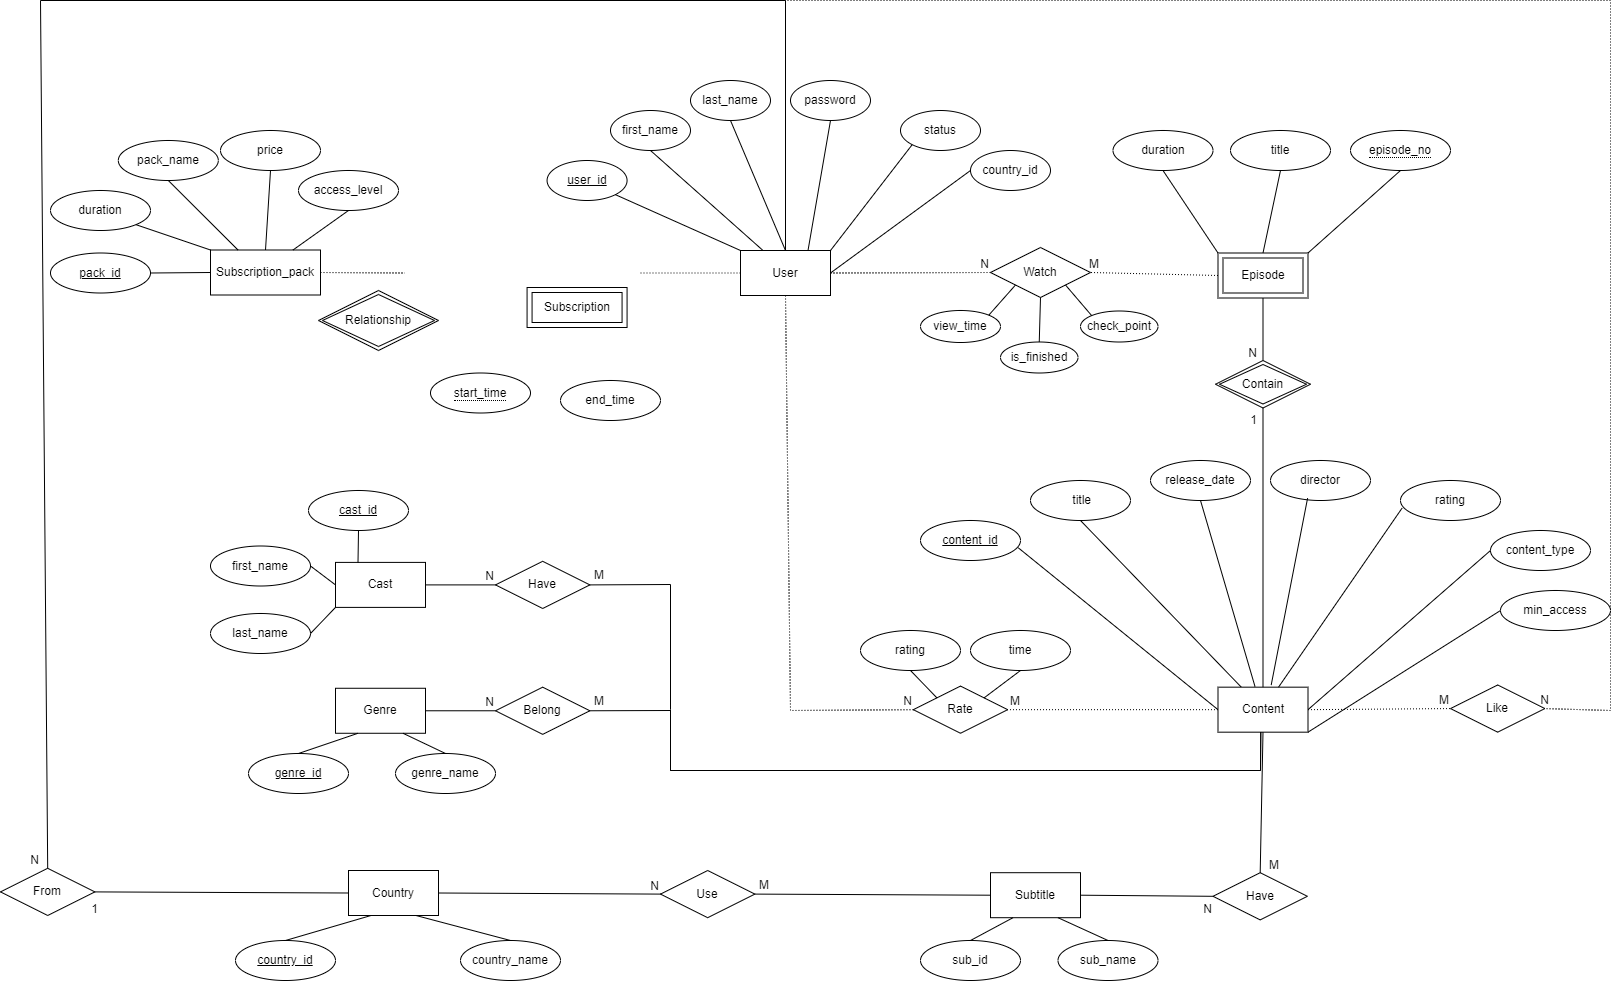 last_name
password
first_name
status
pack_name
price
duration
title
episode_no
country_id
user_id
access_level
duration
pack_id
Subscription_pack
User
N
Watch
M
Episode
Relationship
Subscription
view_time
check_point
is_finished
N
Contain
1
start_time
end_time
release_date
director
title
rating
cast_id
content_id
content_type
first_name
Cast
N
Have
M
min_access
last_name
rating
time
Genre
N
Belong
M
N
Rate
M
Content
M
Like
N
genre_id
genre_name
N
From
1
Country
N
Use
M
Subtitle
N
M
Have
country_id
country_name
sub_id
sub_name